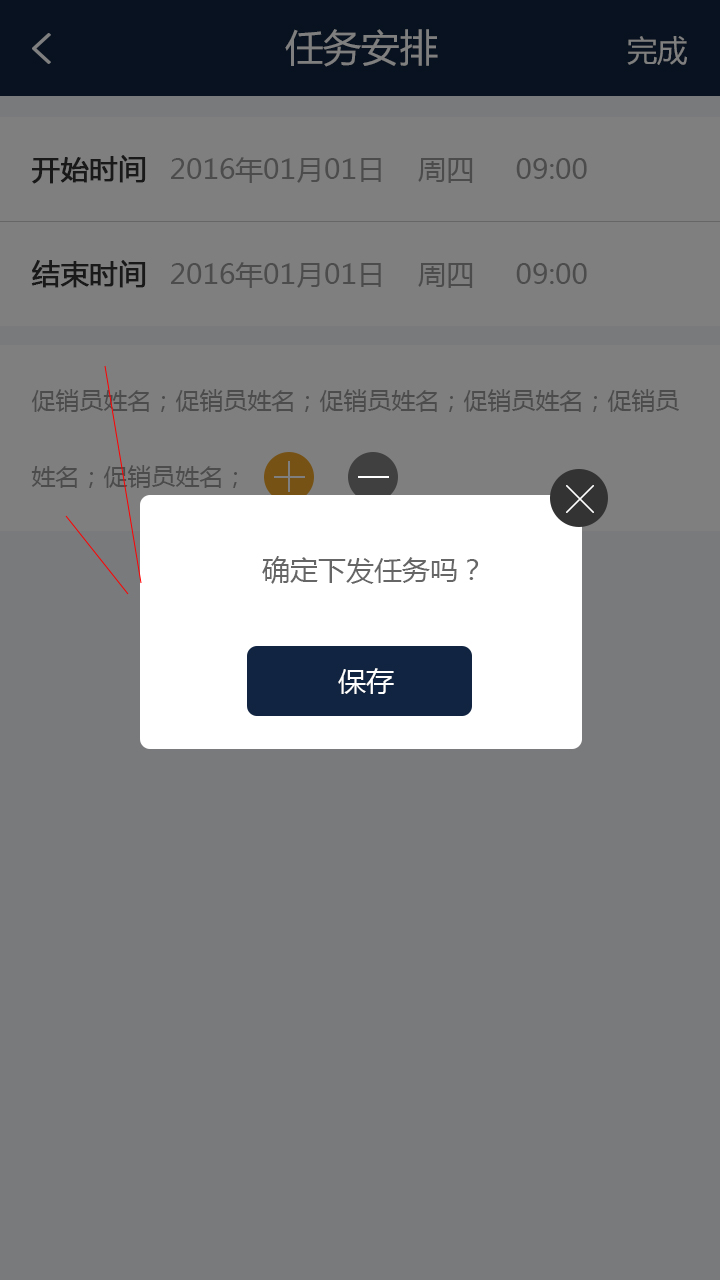 任务安排 完成
开始时间 2016年01月01日 周四 09:00
结束时间 2016年01月01日 周四 09:00
促销员姓名；促销员姓名；促销员姓名；促销员姓名；促销员
姓名；促销员姓名；
确定下发任务吗？
保存